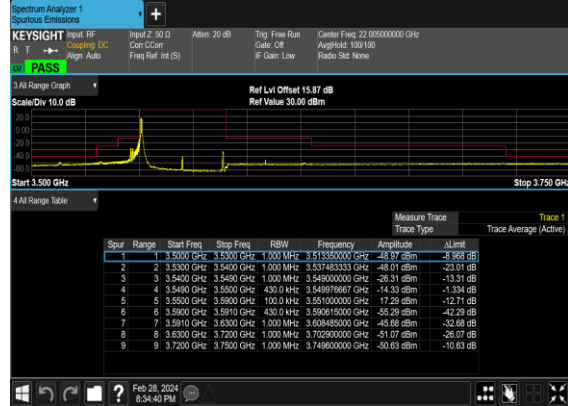 Spectrum Analyzer 1
Spurious Emissions
+
KEYSIGHT Input: RF Input Z: 50 Ω Atten: 20 dB Trig: Free Run Center Freq: 22.005000000 GHz
R T Coupling: DC Corr CCorr Gate: Off Avg|Hold: 100/100
Align: Auto Freq Ref: Int (S) IF Gain: Low Radio Std: None
PASS
3 All Range Graph
Ref Lvl Offset 15.87 dB
Scale/Div 10.0 dB Ref Value 30.00 dBm
20.0
0.00
-20.0
-40.0
-60.0
Start 3.500 GHz Stop 3.750 GHz
4 All Range Table
Measure Trace Trace 1
Trace Type Trace Average (Active)
Spur Range Start Freq Stop Freq RBW Frequency Amplitude ΔLimit
1 1 3.5000 GHz 3.5300 GHz 1.000 MHz 3.513350000 GHz -48.97 dBm -8.968 dB
2 2 3.5300 GHz 3.5400 GHz 1.000 MHz 3.537483333 GHz -48.01 dBm -23.01 dB
3 3 3.5400 GHz 3.5490 GHz 1.000 MHz 3.549000000 GHz -26.31 dBm -13.31 dB
4 4 3.5490 GHz 3.5500 GHz 430.0 kHz 3.549976667 GHz -14.33 dBm -1.334 dB
5 5 3.5500 GHz 3.5900 GHz 100.0 kHz 3.551000000 GHz 17.29 dBm -12.71 dB
6 6 3.5900 GHz 3.5910 GHz 430.0 kHz 3.590615000 GHz -55.29 dBm -42.29 dB
7 7 3.5910 GHz 3.6300 GHz 1.000 MHz 3.608485000 GHz -45.68 dBm -32.68 dB
8 8 3.6300 GHz 3.7200 GHz 1.000 MHz 3.702900000 GHz -51.07 dBm -26.07 dB
9 9 3.7200 GHz 3.7500 GHz 1.000 MHz 3.749600000 GHz -50.63 dBm -10.63 dB
? Feb 28, 2024
8:34:40 PM